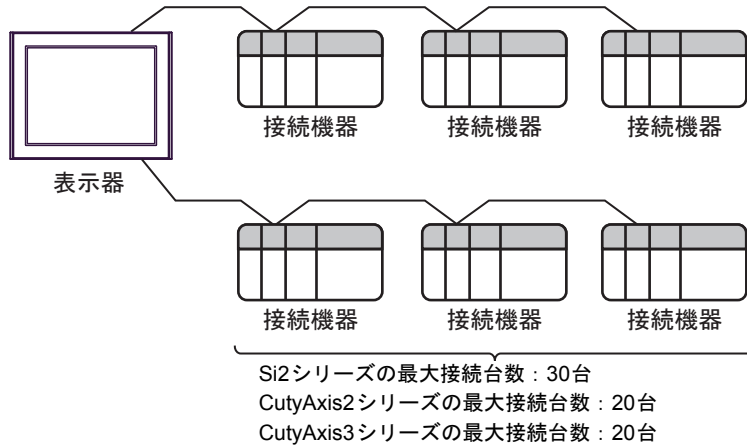 接続機器 接続機器 接続機器
表示器
接続機器 接続機器 接続機器
Si2シリーズの最大接続台数：30台
CutyAxis2シリーズの最大接続台数：20台
CutyAxis3シリーズの最大接続台数：20台